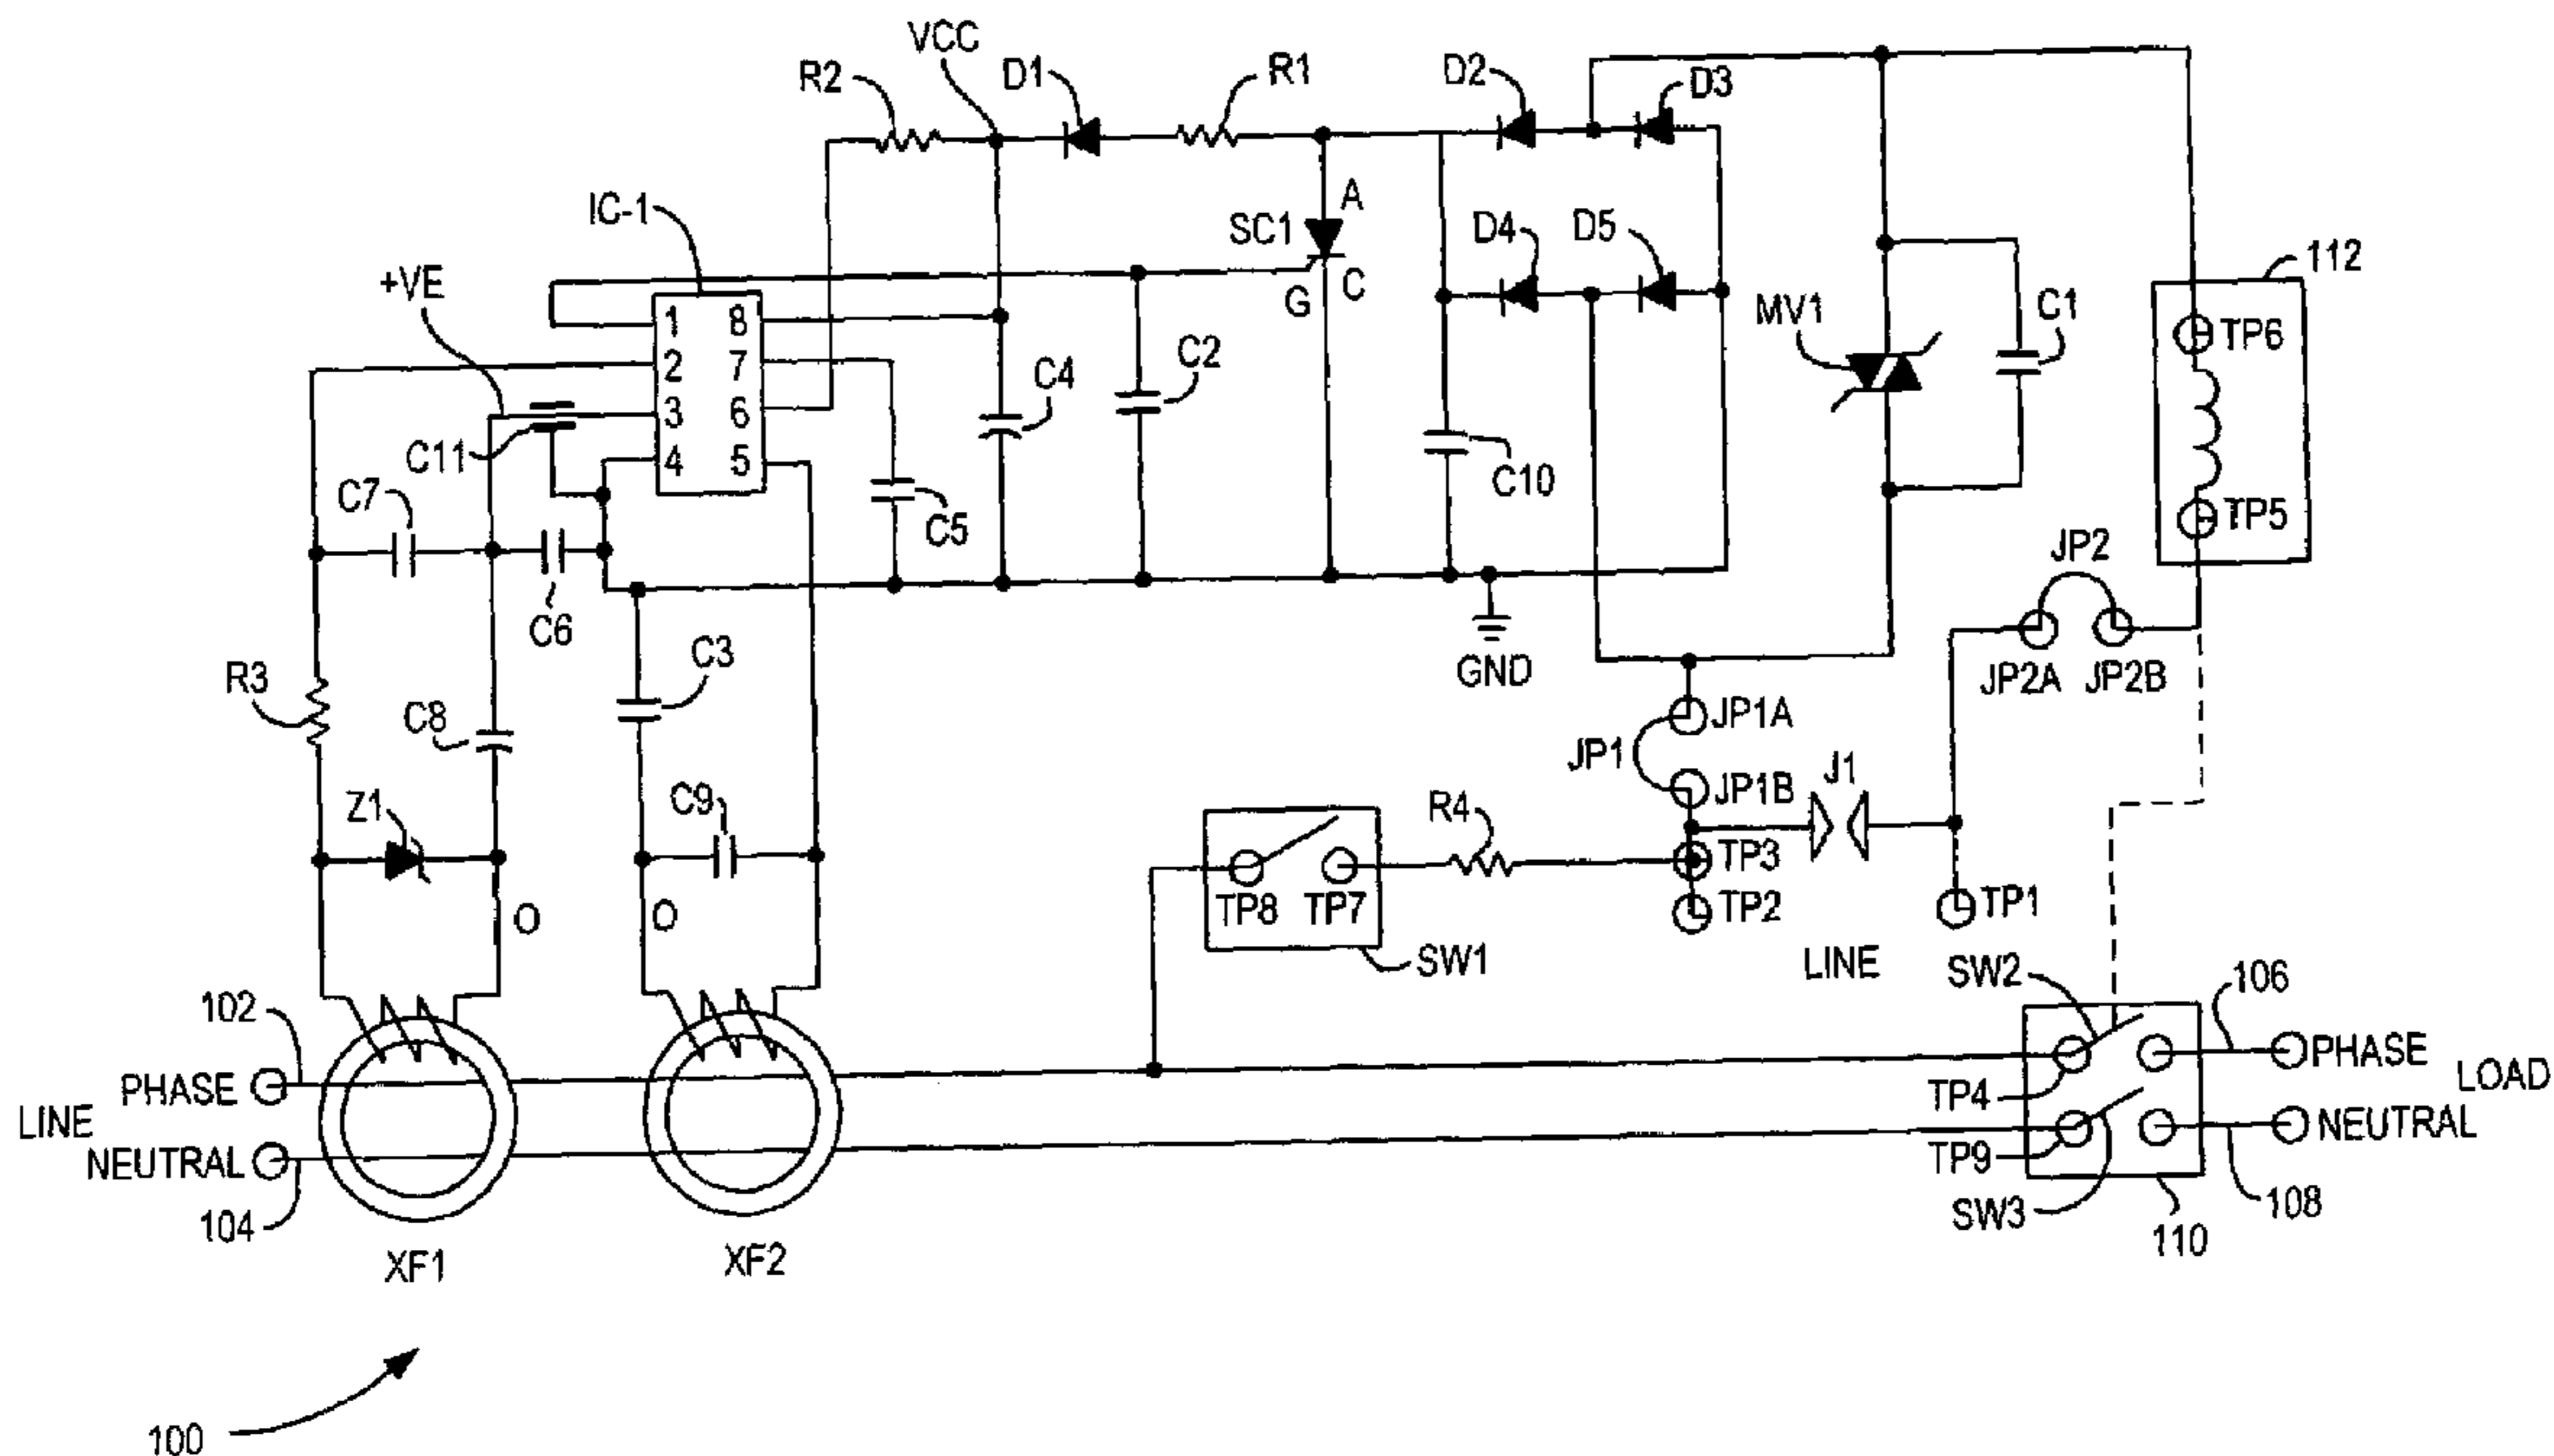 VCC
R2
D1
R1
D2
D3
IC-1
A
SC1
D4
D5
112
+VE
G
C
MV1
C1
TP6
1
8
2
7
3
6
4
5
C4
C2
C11
C10
C7
C5
TP5
JP2
C6
GND
R3
C3
C8
JP2A
JP2B
JP1A
JP1
JP1B
J1
Z1
C9
R4
TP3
TP8
TP7
TP2
TP1
O
O
SW1
LINE
SW2
106
102
PHASE
PHASE
LOAD
LINE
TP4
NEUTRAL
NEUTRAL
TP9
104
SW3
108
110
XF1
XF2
100